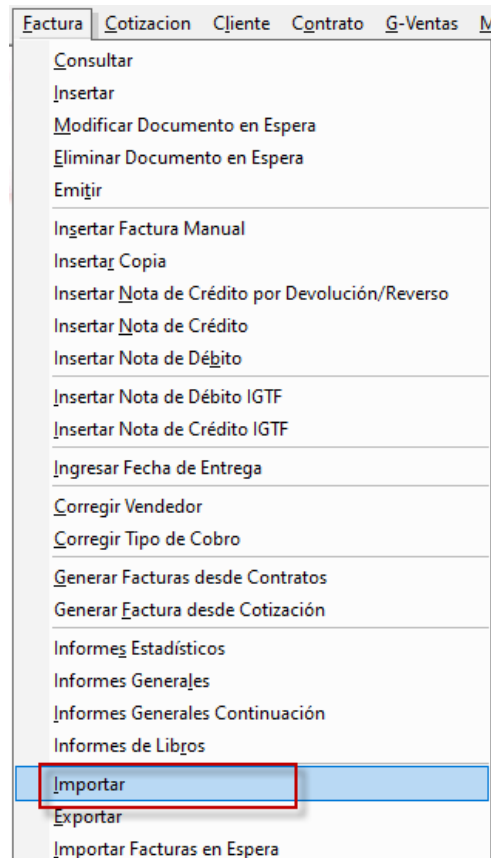 Factura Cotizacion Cliente Contrato G-Ventas M
Consultar
Insertar
Modificar Documento en Espera
Eliminar Documento en Espera
Emitir
Insertar Factura Manual
Insertar Copia
Insertar Nota de Crédito por Devolución/Reverso
Insertar Nota de Crédito
Insertar Nota de Débito
Insertar Nota de Débito IGTF
Insertar Nota de Crédito IGTF
Ingresar Fecha de Entrega
Corregir Vendedor
Corregir Tipo de Cobro
Generar Facturas desde Contratos
Generar Factura desde Cotización
Informes Estadísticos
Informes Generales
Informes Generales Continuación
Informes de Libros
Importar
Exportar
Importar Facturas en Espera